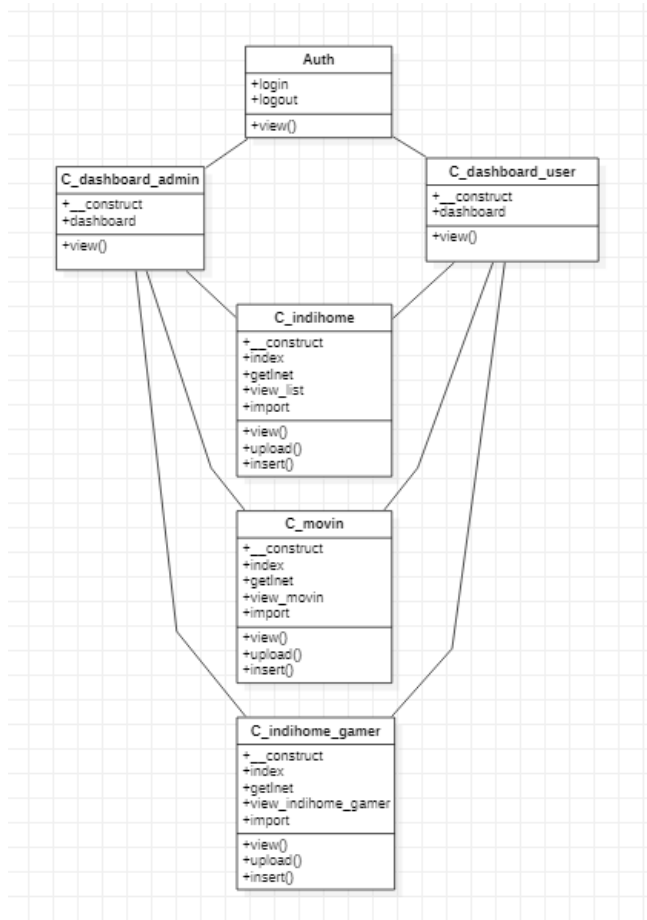 Auth
+login
+logout
+view()
C_dashboard_admin
+__construct
+dashboard
+view()
C_dashboard_user
+__construct
+dashboard
+view()
C_indihome
+__construct
+index
+getInet
+view_list
+import
+view()
+upload()
+insert()
C_movin
+__construct
+index
+getInet
+view_movin
+import
+view()
+upload()
+insert()
C_indihome_gamer
+__construct
+index
+getInet
+view_indihome_gamer
+import
+view()
+upload()
+insert()